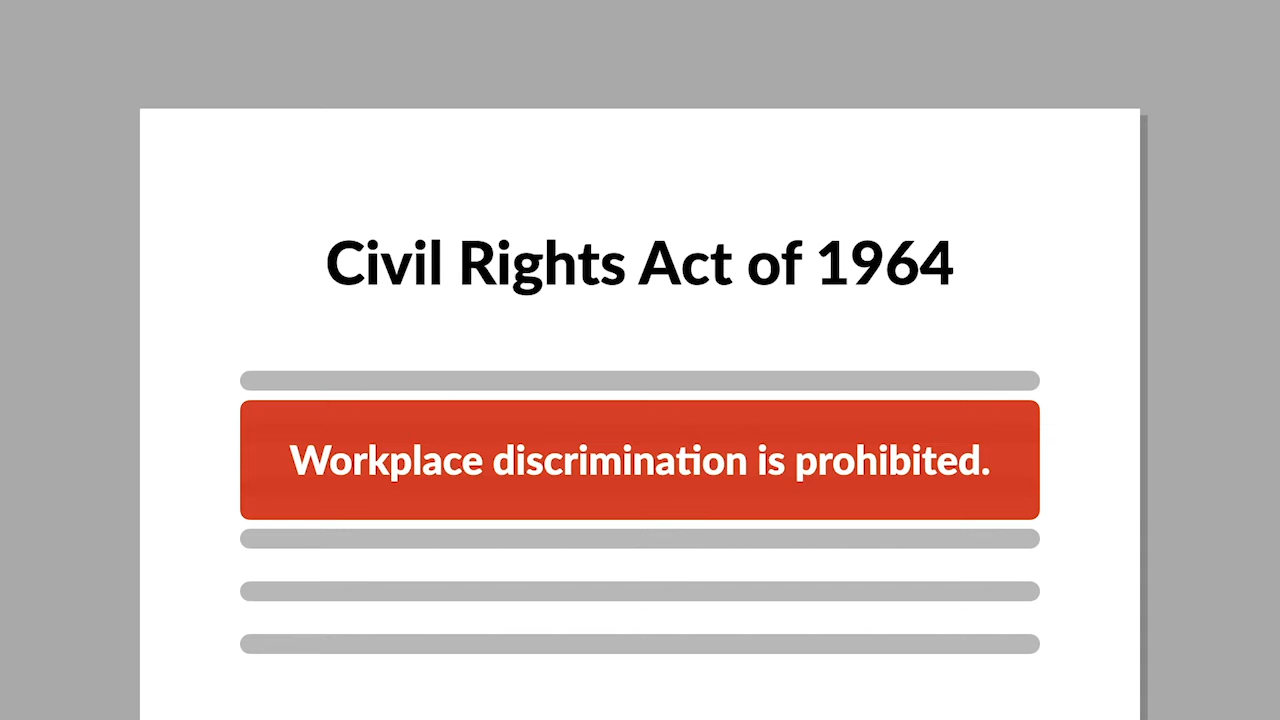 Civil Rights Act of 1964
Workplace discrimination is prohibited.